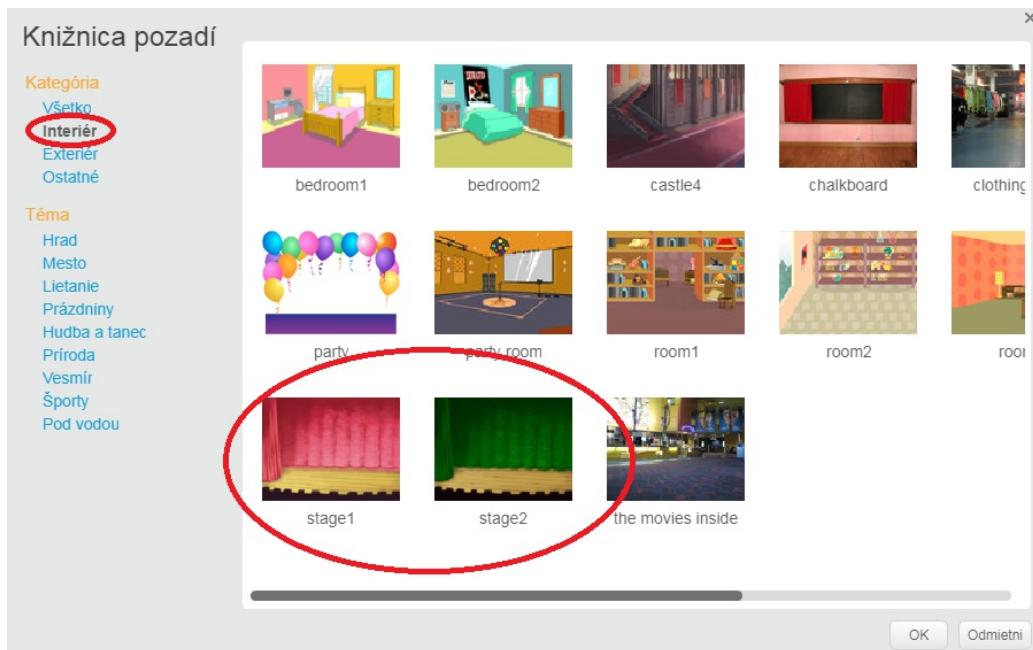 Knižnica pozadí
Kategória
Všetko
Interiér
Exteriér
Ostatné
Téma
Hrad
Mesto
Lietanie
Prázdniny
Hudba a tanec
Príroda
Vesmír
Športy
Pod vodou
bedroom1 bedroom2 castle4 chalkboard clothing
party party room room1 room2
stage1 stage2 the movies inside
OK Odmietni